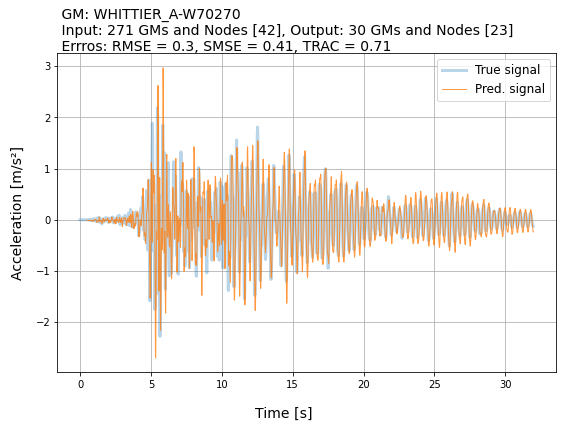 GM: WHITTIER_A-W70270
Input: 271 GMs and Nodes [42], Output: 30 GMs and Nodes [23]
Errros: RMSE = 0.3, SMSE = 0.41, TRAC = 0.71
True signal
Pred. signal
Acceleration [m/s²]
3
2
1
0
−1
−2
0 5 10 15 20 25 30
Time [s]